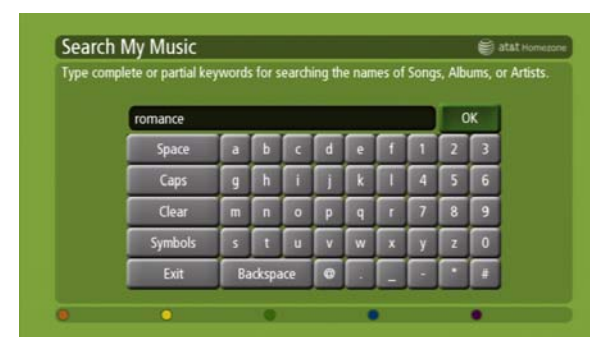 Search My Music
at&t Homezone
Type complete or partial keywords for searching the names of Songs, Albums, or Artists.
romance OK
Space a b c d e f 1 2 3
Caps g h i j k l 4 5 6
Clear m n o p q r 7 8 9
Symbols s t u v w x y z 0
Exit Backspace @ . _ - * #